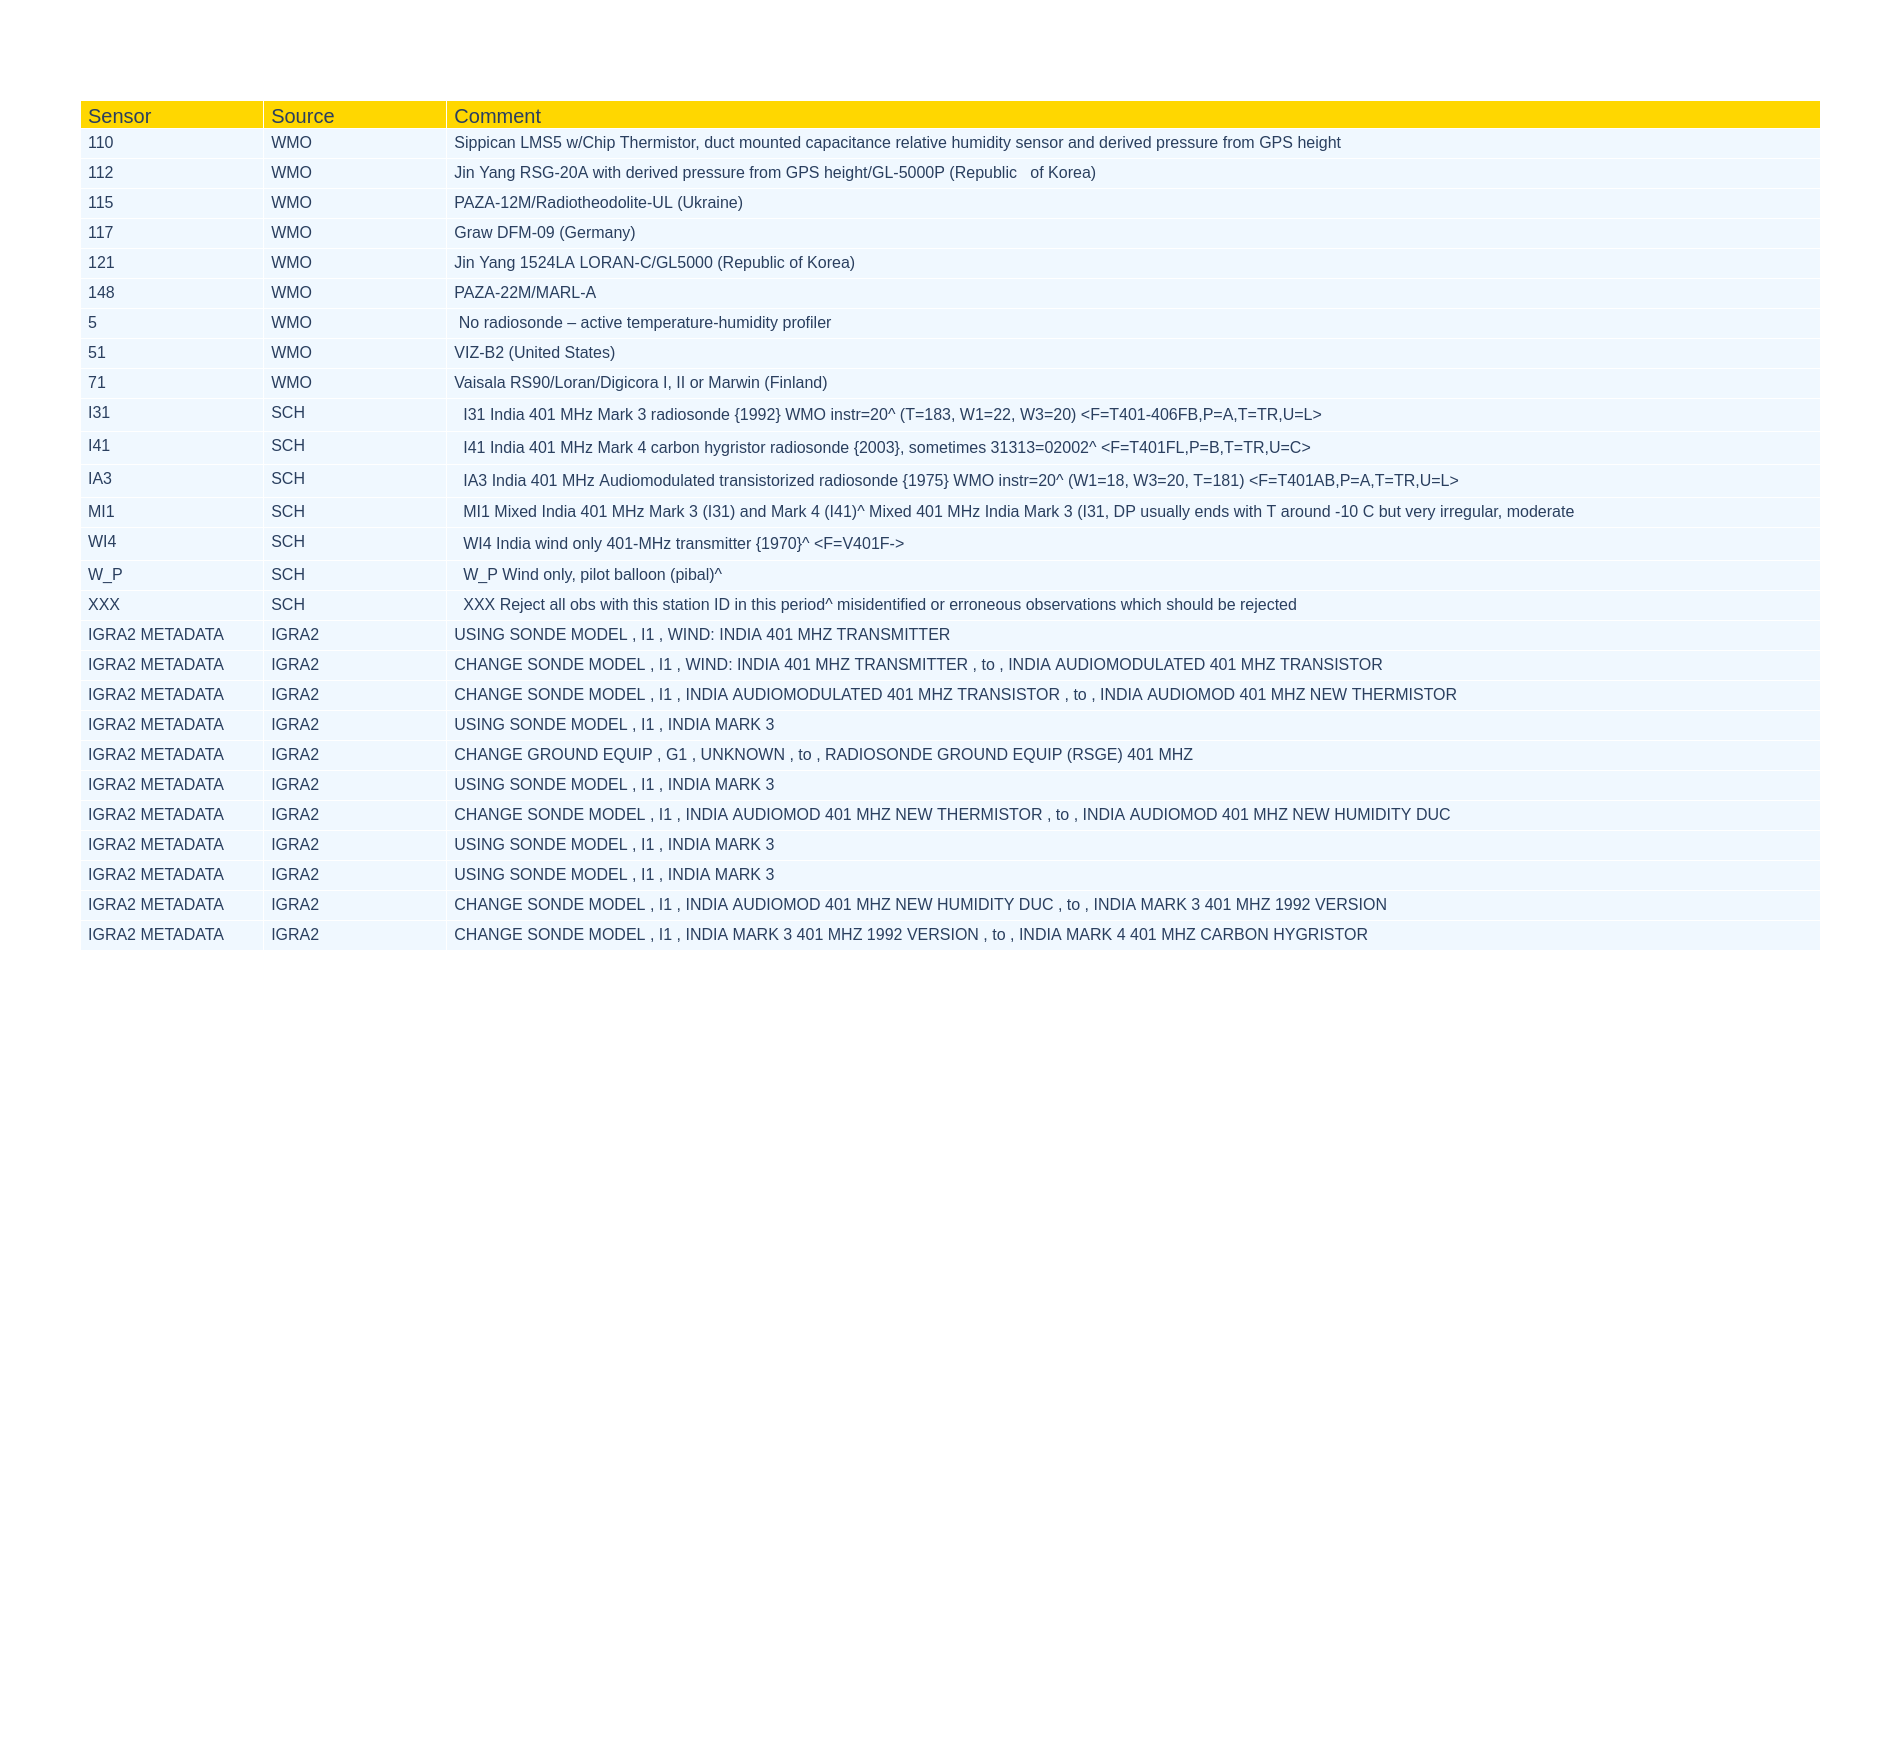 Sensor Source Comment
110 WMO Sippican LMS5 w/Chip Thermistor, duct mounted capacitance relative humidity sensor and derived pressure from GPS height
112 WMO Jin Yang RSG-20A with derived pressure from GPS height/GL-5000P (Republic of Korea)
115 WMO PAZA-12M/Radiotheodolite-UL (Ukraine)
117 WMO Graw DFM-09 (Germany)
121 WMO Jin Yang 1524LA LORAN-C/GL5000 (Republic of Korea)
148 WMO PAZA-22M/MARL-A
5 WMO No radiosonde – active temperature-humidity profiler
51 WMO VIZ-B2 (United States)
71 WMO Vaisala RS90/Loran/Digicora I, II or Marwin (Finland)
I31 SCH I31 India 401 MHz Mark 3 radiosonde {1992} WMO instr=20^ (T=183, W1=22, W3=20) <F=T401-406FB,P=A,T=TR,U=L>
I41 SCH I41 India 401 MHz Mark 4 carbon hygristor radiosonde {2003}, sometimes 31313=02002^ <F=T401FL,P=B,T=TR,U=C>
IA3 SCH IA3 India 401 MHz Audiomodulated transistorized radiosonde {1975} WMO instr=20^ (W1=18, W3=20, T=181) <F=T401AB,P=A,T=TR,U=L>
MI1 SCH MI1 Mixed India 401 MHz Mark 3 (I31) and Mark 4 (I41)^ Mixed 401 MHz India Mark 3 (I31, DP usually ends with T around -10 C but very irregular, moderate
WI4 SCH WI4 India wind only 401-MHz transmitter {1970}^ <F=V401F->
W_P SCH W_P Wind only, pilot balloon (pibal)^
XXX SCH XXX Reject all obs with this station ID in this period^ misidentified or erroneous observations which should be rejected
IGRA2 METADATA IGRA2 USING SONDE MODEL , I1 , WIND: INDIA 401 MHZ TRANSMITTER
IGRA2 METADATA IGRA2 CHANGE SONDE MODEL , I1 , WIND: INDIA 401 MHZ TRANSMITTER , to , INDIA AUDIOMODULATED 401 MHZ TRANSISTOR
IGRA2 METADATA IGRA2 CHANGE SONDE MODEL , I1 , INDIA AUDIOMODULATED 401 MHZ TRANSISTOR , to , INDIA AUDIOMOD 401 MHZ NEW THERMISTOR
IGRA2 METADATA IGRA2 USING SONDE MODEL , I1 , INDIA MARK 3
IGRA2 METADATA IGRA2 CHANGE GROUND EQUIP , G1 , UNKNOWN , to , RADIOSONDE GROUND EQUIP (RSGE) 401 MHZ
IGRA2 METADATA IGRA2 USING SONDE MODEL , I1 , INDIA MARK 3
IGRA2 METADATA IGRA2 CHANGE SONDE MODEL , I1 , INDIA AUDIOMOD 401 MHZ NEW THERMISTOR , to , INDIA AUDIOMOD 401 MHZ NEW HUMIDITY DUC
IGRA2 METADATA IGRA2 USING SONDE MODEL , I1 , INDIA MARK 3
IGRA2 METADATA IGRA2 USING SONDE MODEL , I1 , INDIA MARK 3
IGRA2 METADATA IGRA2 CHANGE SONDE MODEL , I1 , INDIA AUDIOMOD 401 MHZ NEW HUMIDITY DUC , to , INDIA MARK 3 401 MHZ 1992 VERSION
IGRA2 METADATA IGRA2 CHANGE SONDE MODEL , I1 , INDIA MARK 3 401 MHZ 1992 VERSION , to , INDIA MARK 4 401 MHZ CARBON HYGRISTOR